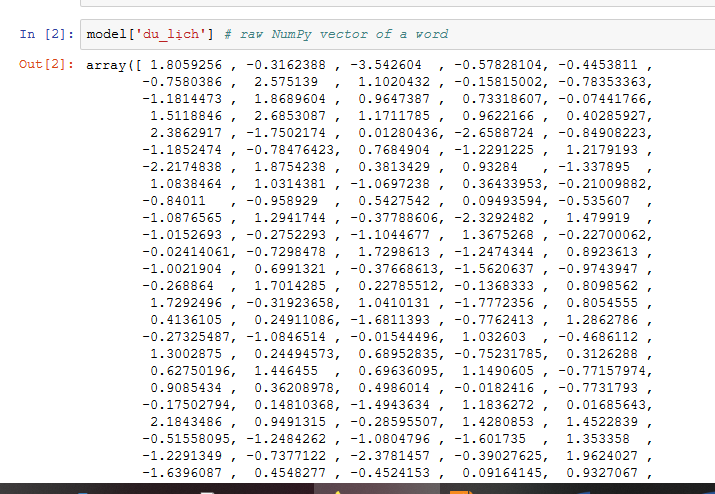 In [2]: model['du_lịch'] # raw NumPy vector of a word
Out[2]: array([ 1.8059256 , -0.3162388 , -3.542604  , -0.57828104, -0.4453811 ,
-0.7580386 ,  2.575139  ,  1.1020432 , -0.15815002, -0.78353363,
-1.1814473 ,  1.8689604 ,  0.9647387 ,  0.73318607, -0.07441766,
1.5118846 ,  2.6853087 ,  1.1711785 ,  0.9622166 ,  0.40285927,
2.3862917 , -1.7502174 ,  0.01280436, -2.6588724 , -0.84908223,
-1.1852474 , -0.78476423,  0.7684904 , -1.2291225 ,  1.2179193 ,
-2.2174838 ,  1.8754238 ,  0.3813429 ,  0.93284   , -1.337895  ,
1.0838464 ,  1.0314381 , -1.0697238 ,  0.36433953, -0.21009882,
-0.84011   , -0.958929  ,  0.5427542 ,  0.09493594, -0.535607  ,
-1.0876565 ,  1.2941744 , -0.37788606, -2.3292482 ,  1.479919  ,
-1.0152693 , -0.2752293 , -1.1044677 ,  1.3675268 , -0.22700062,
-0.02414061, -0.7298478 ,  1.7298613 , -1.2474344 ,  0.8923613 ,
-1.0021904 ,  0.6991321 , -0.37668613, -1.5620637 , -0.9743947 ,
-0.268864  ,  1.7014285 ,  0.22785512, -0.1368333 ,  0.8098562 ,
1.7292496 , -0.31923658,  1.0410131 , -1.7772356 ,  0.8054555 ,
0.4136105 ,  0.24911086, -1.6811393 , -0.7762413 ,  1.2862786 ,
-0.27325487, -1.0846514 , -0.01544496,  1.032603  , -0.4686112 ,
1.3002875 ,  0.24494573,  0.68952835, -0.75231785,  0.3126288 ,
0.62750196,  1.446455  ,  0.69636095,  1.1490605 , -0.77157974,
0.9085434 ,  0.36208978,  0.4986014 , -0.0182416 , -0.7731793 ,
-0.17502794,  0.14810368, -1.4943634 ,  1.1836272 ,  0.01685643,
2.1843486 ,  0.9491315 , -0.28595507,  1.4280853 ,  1.4522839 ,
-0.51558095, -1.2484262 , -1.0804796 , -1.601735  ,  1.353358  ,
-1.2291349 , -0.7377122 , -2.3781457 , -0.39027625,  1.9624027 ,
-1.6396087 ,  0.4548277 , -0.4524153 ,  0.09164145,  0.9327067 ,